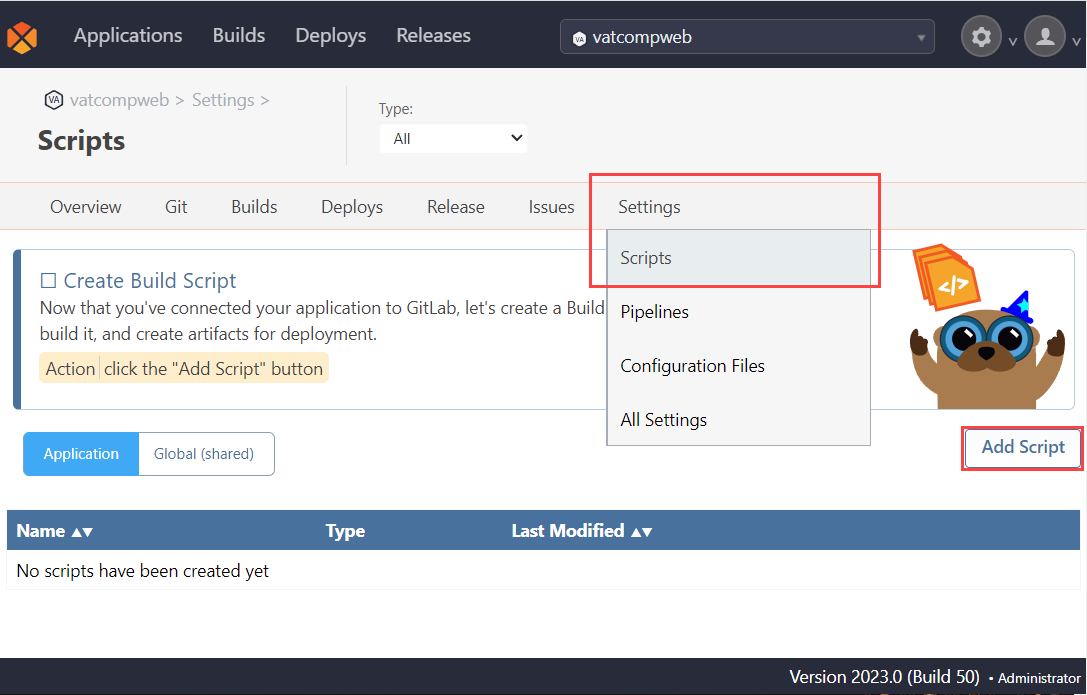 Applications Builds Deploys Releases VA vatcompweb
VA vatcompweb > Settings >
Scripts
Type:
All
Overview Git Builds Deploys Release Issues Settings
Scripts
Pipelines
Configuration Files
All Settings
Create Build Script
Now that you've connected your application to GitLab, let's create a Build
build it, and create artifacts for deployment.
Action click the "Add Script" button
</>
Application Global (shared)
Add Script
Name ▲▼ Type Last Modified ▲▼
No scripts have been created yet
Version 2023.0 (Build 50) • Administrator